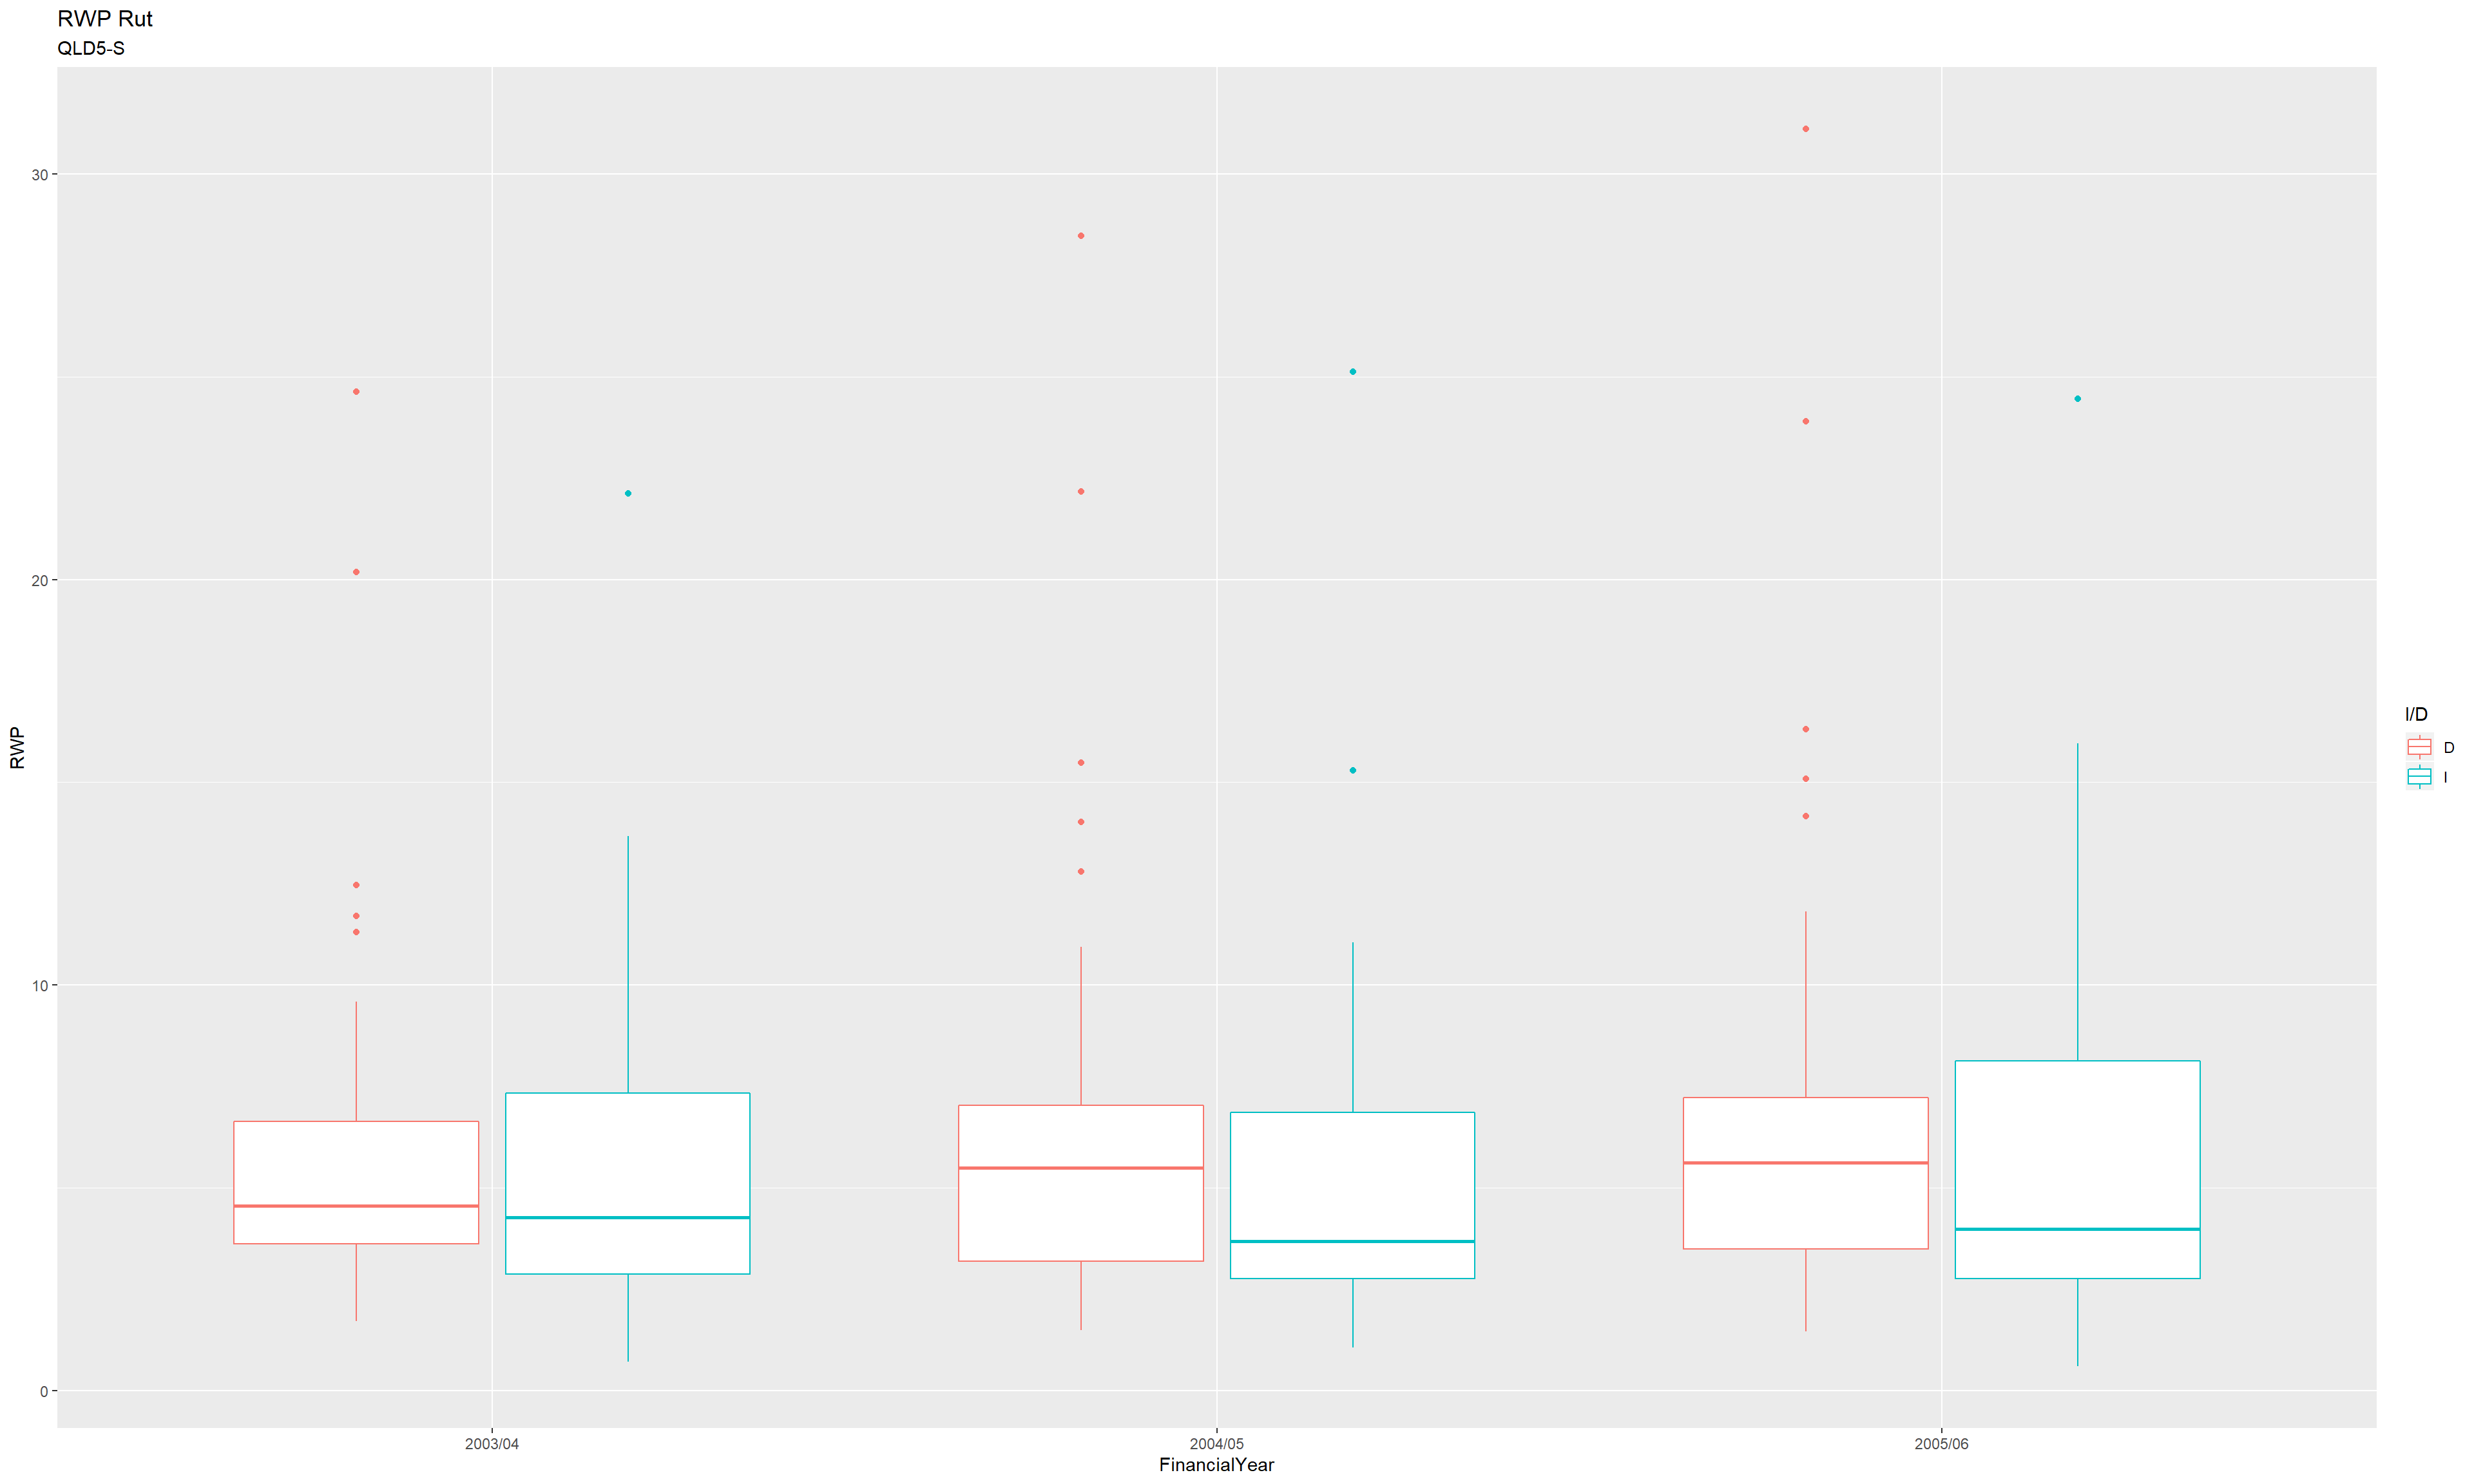 RWP Rut
QLD5-S
30
20
10
0
RWP
2003/04
2004/05
2005/06
FinancialYear
I/D
D
I